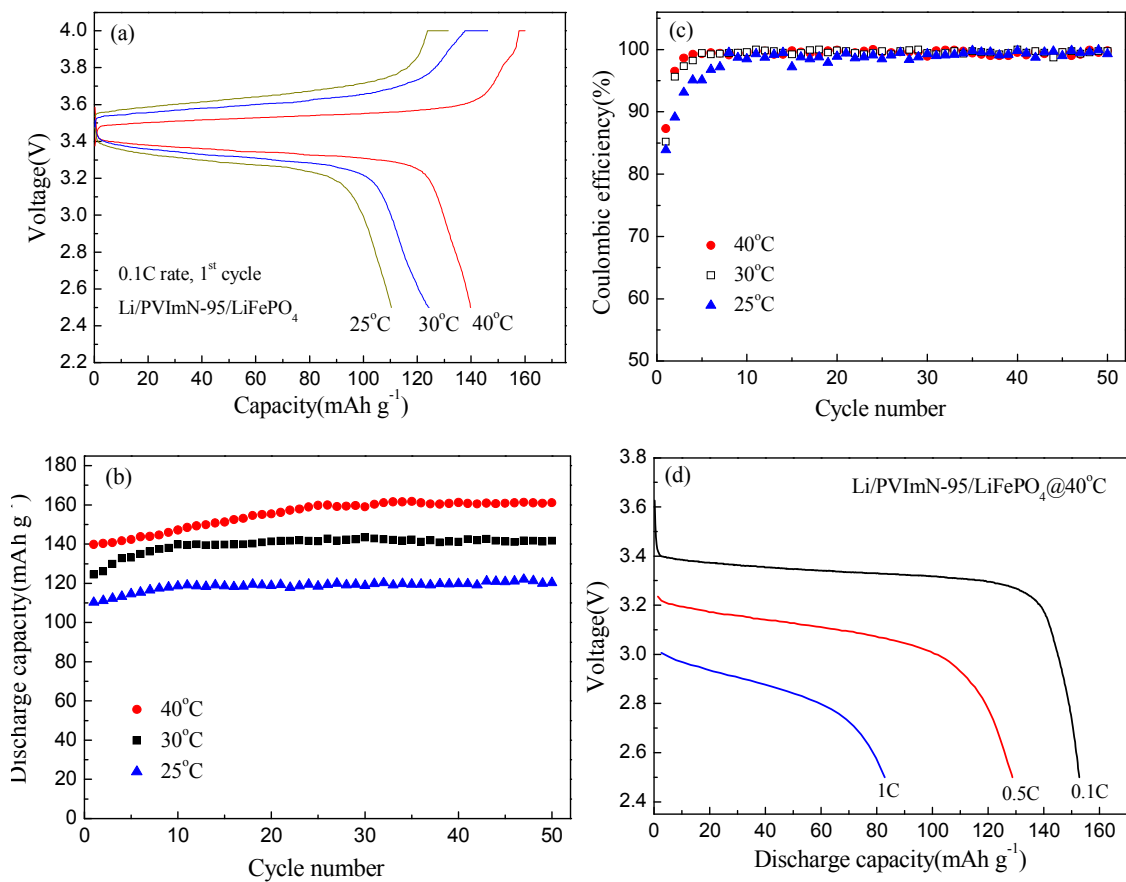 (a)
4.0
3.8
3.6
3.4
3.2
3.0
2.8
2.6
2.4
2.2
Voltage(V)
0.1C rate, 1st cycle
Li/PVImN-95/LiFePO4
25°C 30°C 40°C
0 20 40 60 80 100 120 140 160
Capacity(mAh g-1)
(c)
100
90
80
70
60
50
Coulombic efficiency(%)
40°C
30°C
25°C
0 10 20 30 40 50
Cycle number
(b)
180
160
140
120
100
80
60
40
20
0
Discharge capacity(mAh g-)
40°C
30°C
25°C
0 10 20 30 40 50
Cycle number
(d)
Li/PVImN-95/LiFePO4@40°C
3.8
3.6
3.4
3.2
3.0
2.8
2.6
2.4
Voltage(V)
1C 0.5C 0.1C
0 20 40 60 80 100 120 140 160
Discharge capacity(mAh g-1)